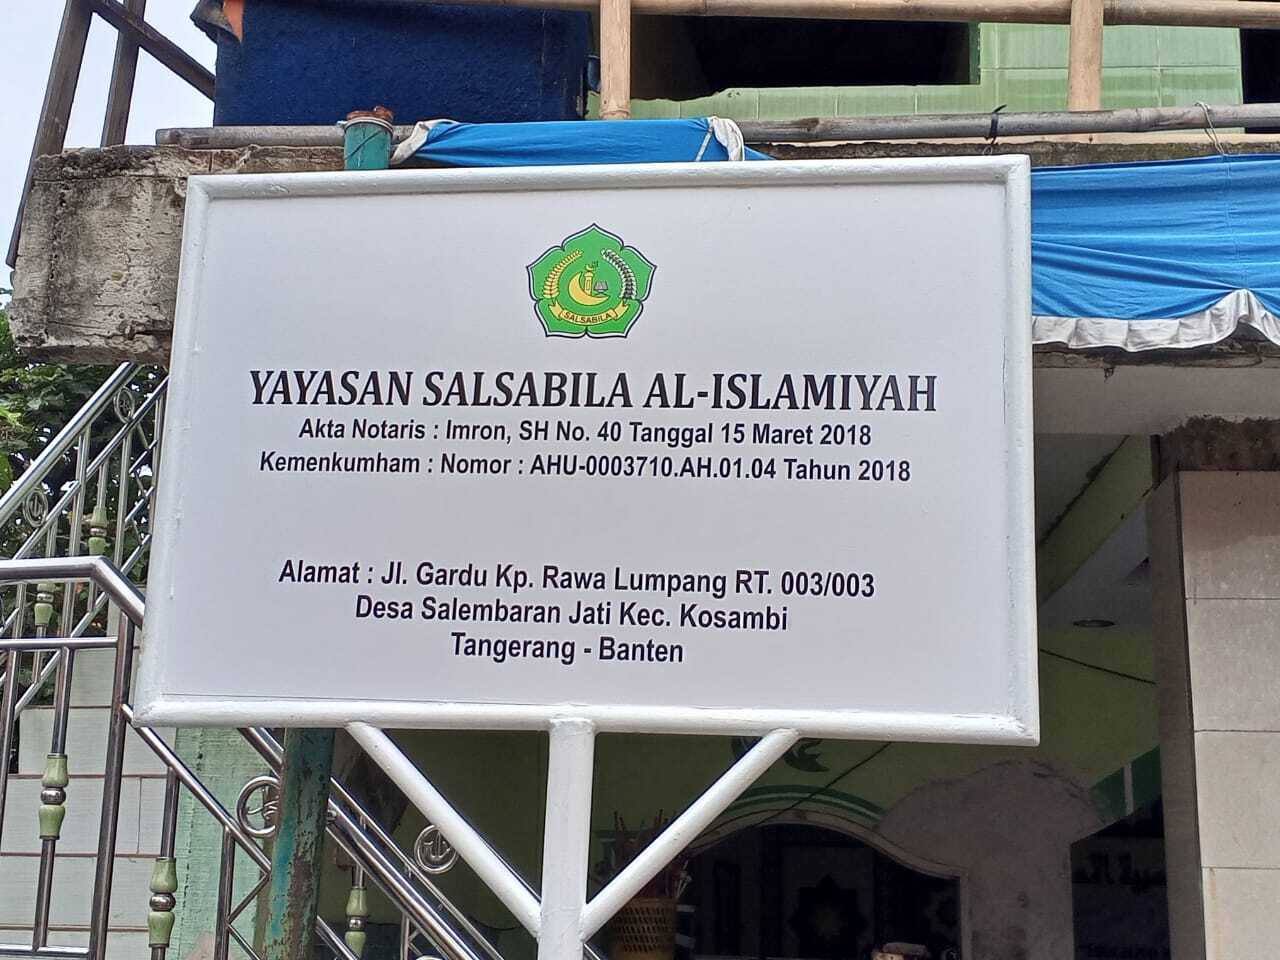 SALSABILA
YAYASAN SALSABILA AL-ISLAMIYAH
Akta Notaris : Imron, SH No. 40 Tanggal 15 Maret 2018
Kemenkumham : Nomor : AHU-0003710.AH.01.04 Tahun 2018
Alamat : Jl. Gardu Kp. Rawa Lumpang RT. 003/003
Desa Salembaran Jati Kec. Kosambi
Tangerang - Banten